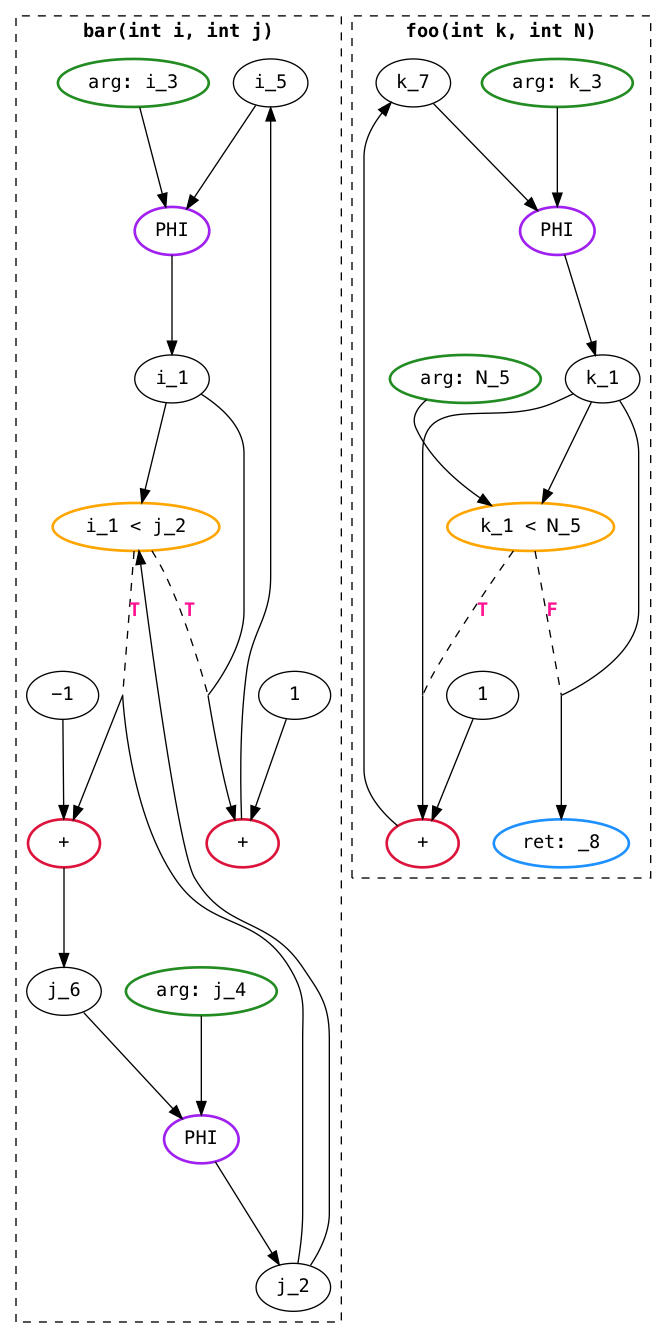 bar(int i, int j)
arg: i_3
i_5
PHI
i_1
i_1 < j_2
T
T
−1
1
+
+
j_6
arg: j_4
PHI
j_2
foo(int k, int N)
k_7
arg: k_3
PHI
arg: N_5
k_1
k_1 < N_5
T
F
1
+
ret: _8